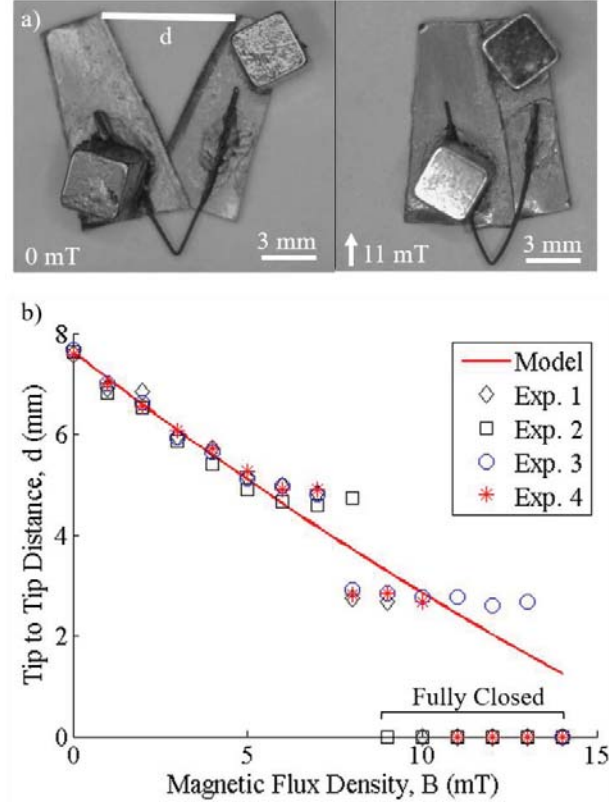 a)
d
0 mT
3 mm
11 mT
3 mm
b)
Model
Exp. 1
Exp. 2
Exp. 3
Exp. 4
Fully Closed
8
6
4
2
0
0
5
10
15
Tip to Tip Distance, d (mm)
Magnetic Flux Density, B (mT)